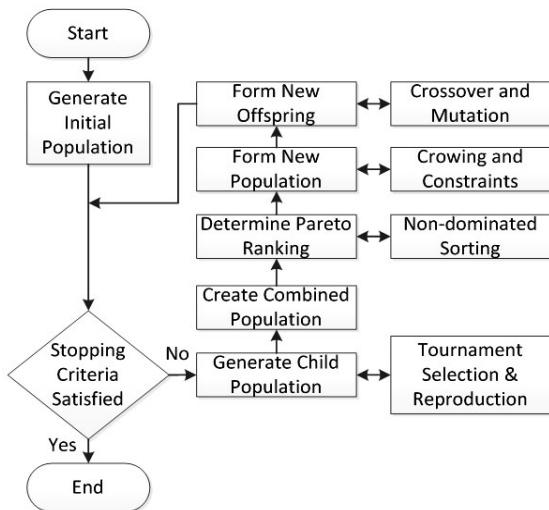 Start
Generate
Initial
Population
Form New
Offspring
Crossover and
Mutation
Form New
Population
Crowing and
Constraints
Determine Pareto
Ranking
Non-dominated
Sorting
Create Combined
Population
Stopping
Criteria
Satisfied
No
Generate Child
Population
Tournament
Selection &
Reproduction
Yes
End